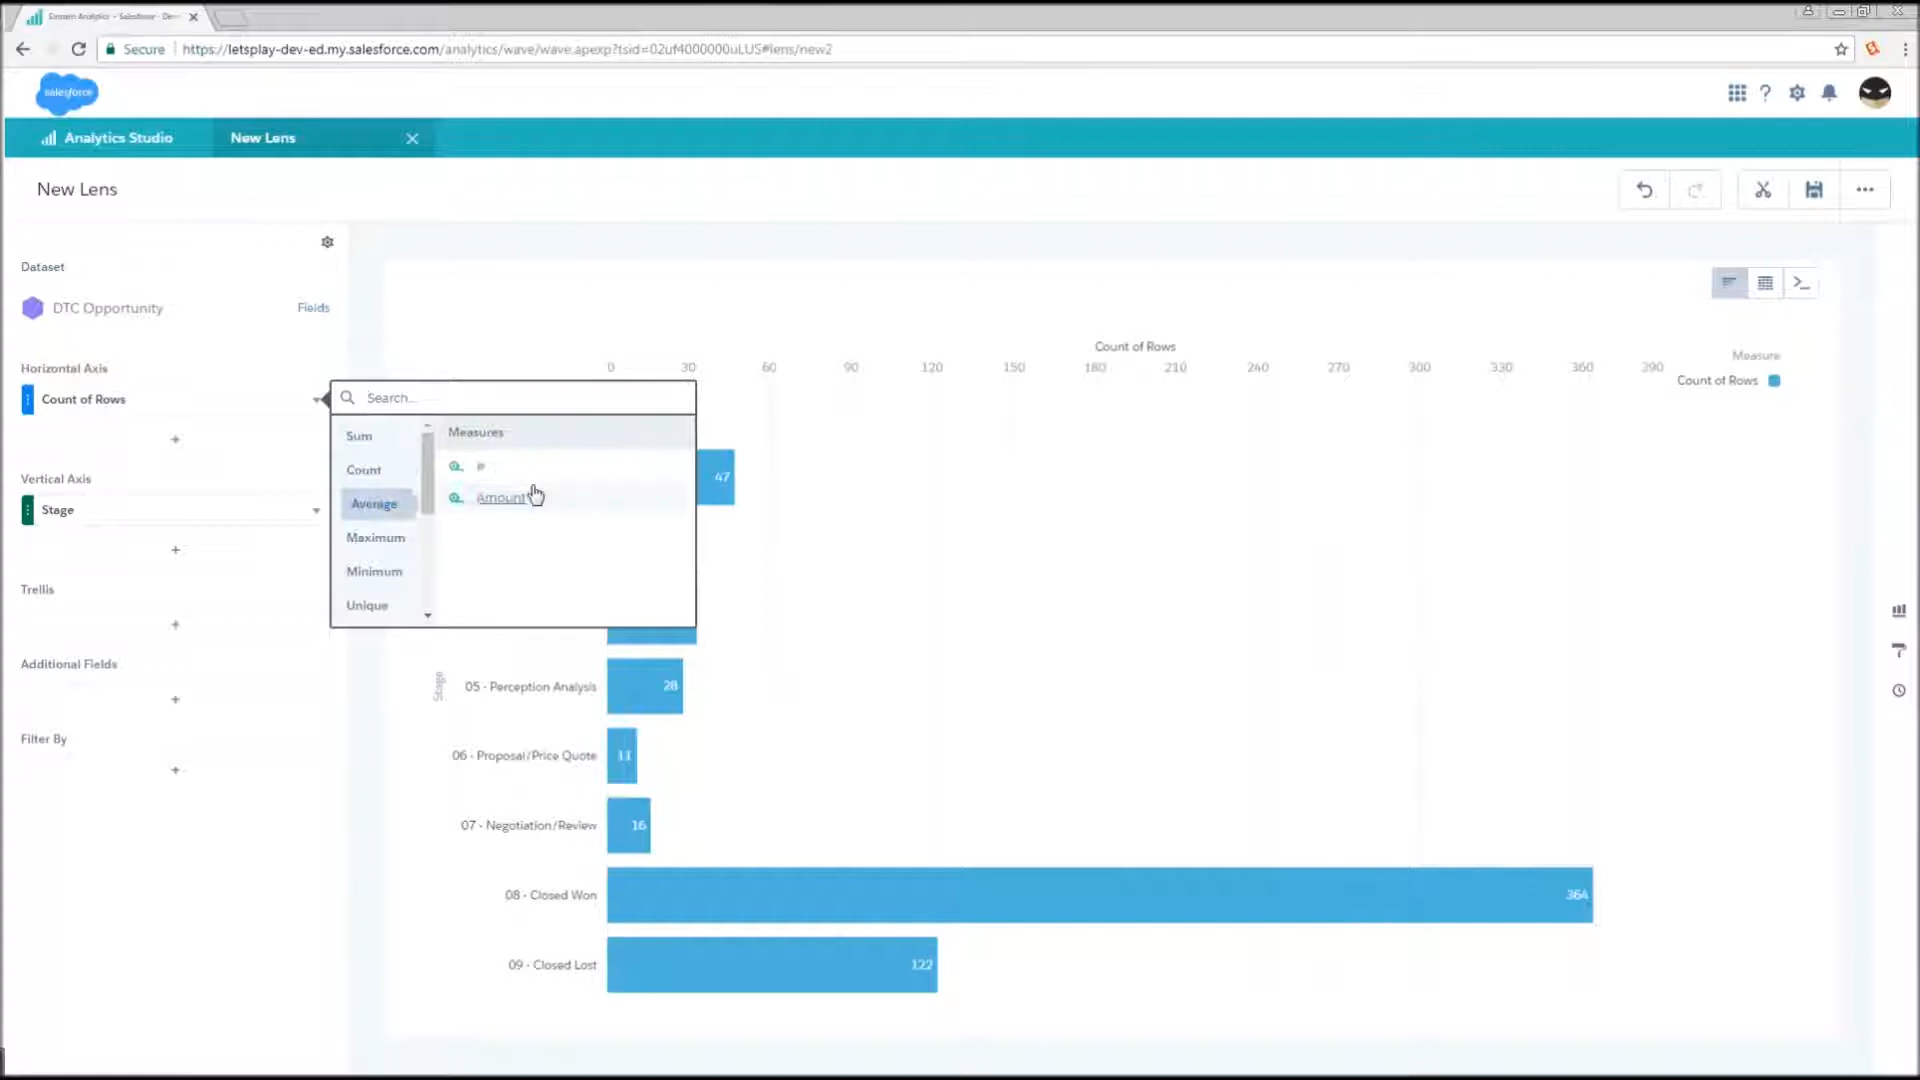 Einstein Analytics - Salesforce - Dev
Secure
https://letsplay-dev-ed.my.salesforce.com/analytics/wave/wave.apexp?tsid=02uf4000000uLUS#lens/new2
salesforce
?
Analytics Studio
New Lens
New Lens
Dataset
DTC Opportunity
Fields
Horizontal Axis
Count of Rows
+
Vertical Axis
Stage
+
Trellis
+
Additional Fields
+
Filter By
+
Search...
Sum
Count
Average
Maximum
Minimum
Unique
Measures
#
Amount
Count of Rows
0 30 60 90 120 150 180 210 240 270 300 330 360 390
Measure
Count of Rows
47
Stage
05 - Perception Analysis
28
06 - Proposal/Price Quote
11
07 - Negotiation/Review
16
08 - Closed Won
364
09 - Closed Lost
122